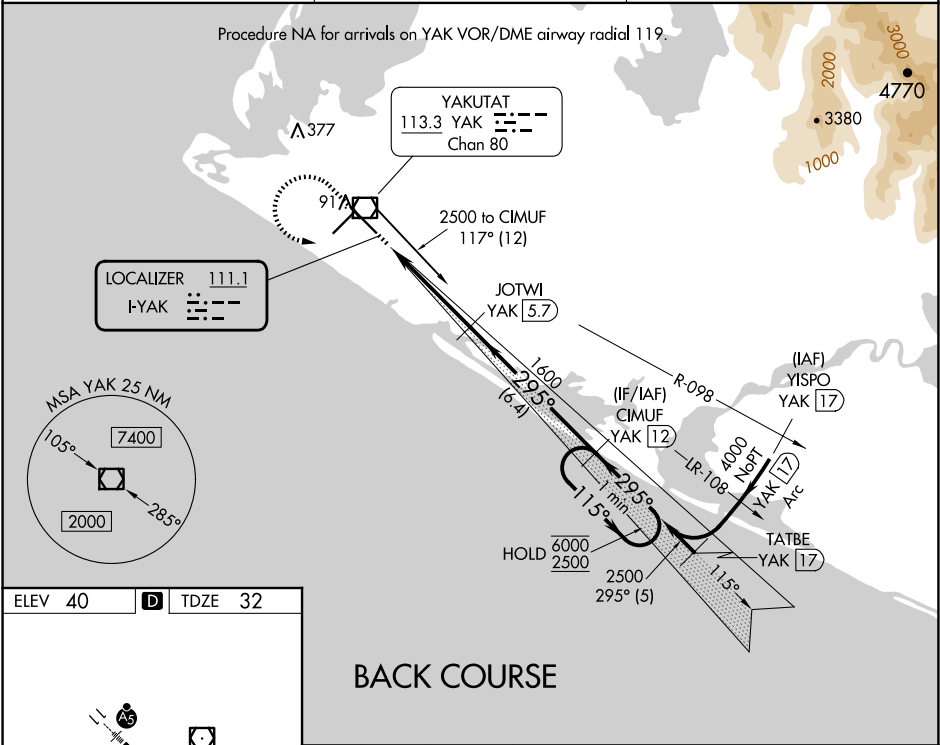 Procedure NA for arrivals on YAK VOR/DME airway radial 119.
3000
2000
4770
3380
1000
377
YAKUTAT
113.3 YAK
Chan 80
91
2500 to CIMUF
117° (12)
LOCALIZER 111.1
I-YAK
JOTWI
YAK 5.7
1600
R-098
(IAF)
YISPO
YAK 17
295°
(6.4)
(IF/IAF)
CIMUF
YAK 12
4000
NoPT
YAK 17
Arc
LR-108
MSA YAK 25 NM
105°
7400
2000
285°
295°
1 min
115°
HOLD 6000
2500
TATBE
YAK 17
2500
295° (5)
115°
ELEV 40 D TDZE 32
BACK COURSE
11
A5